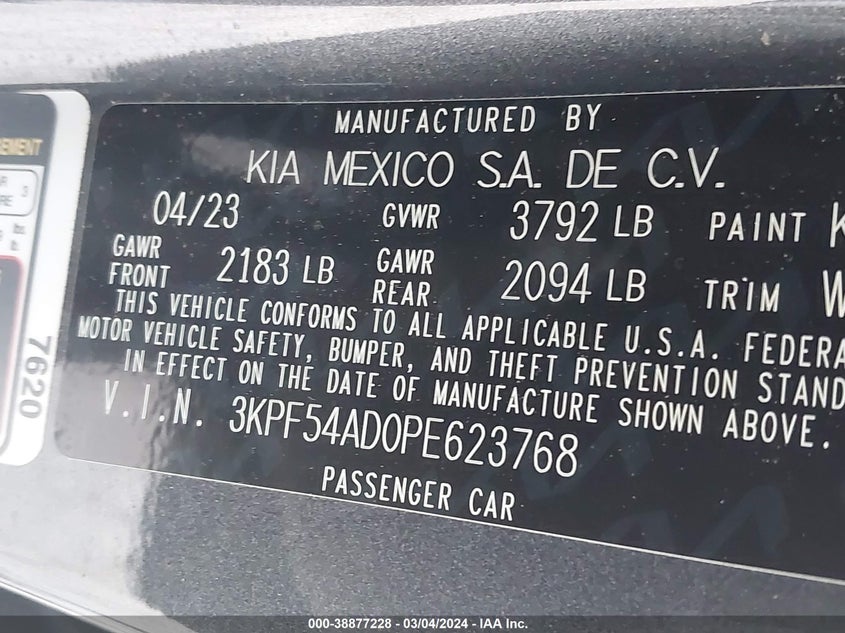 MANUFACTURED BY
KIA MEXICO S.A. DE C.V.
04/23 GVWR 3792 LB PAINT K
GAWR FRONT 2183 LB GAWR REAR 2094 LB TRIM W
THIS VEHICLE CONFORMS TO ALL APPLICABLE U.S.A. FEDERA
MOTOR VEHICLE SAFETY, BUMPER, AND THEFT PREVENTION STAND
IN EFFECT ON THE DATE OF MANUFACTURE SHOWN ABOVE.
V.I.N. 3KPF54AD0PE623768
PASSENGER CAR
EMENT
lbs
7620
000-38877228 - 03/04/2024 - IAA Inc.